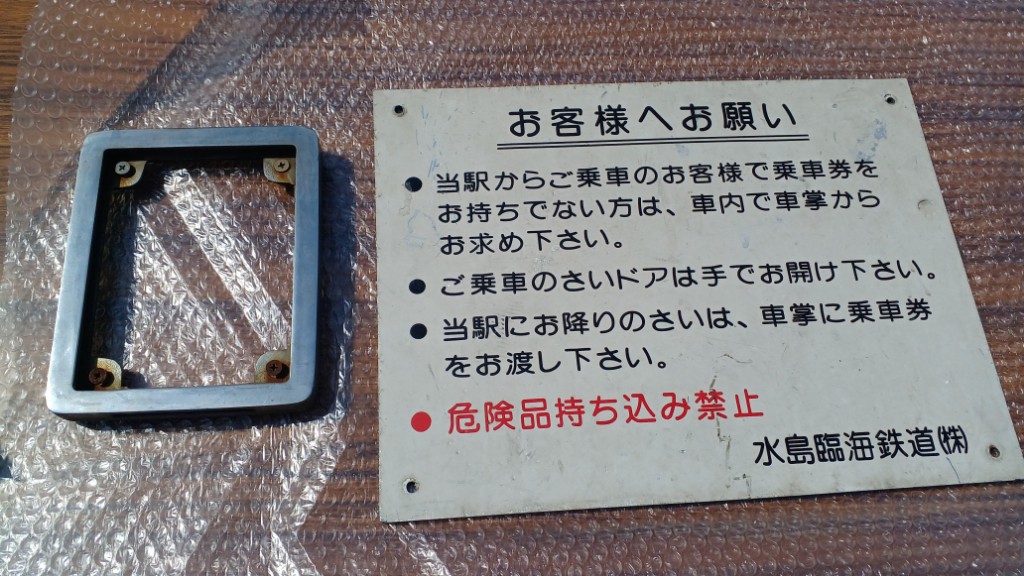 お客様へお願い
● 当駅からご乗車のお客様で乗車券を
お持ちでない方は、車内で車掌から
お求め下さい。
● ご乗車のさいドアは手でお開け下さい。
● 当駅にお降りのさいは、車掌に乗車券
をお渡し下さい。
● 危険品持ち込み禁止
水島臨海鉄道㈱